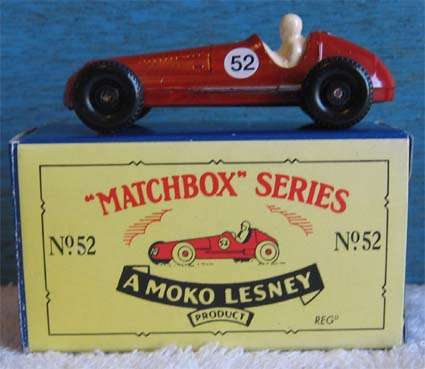 52
"MATCHBOX" SERIES
No. 52
52
No. 52
A MOKO LESNEY
PRODUCT
REGD